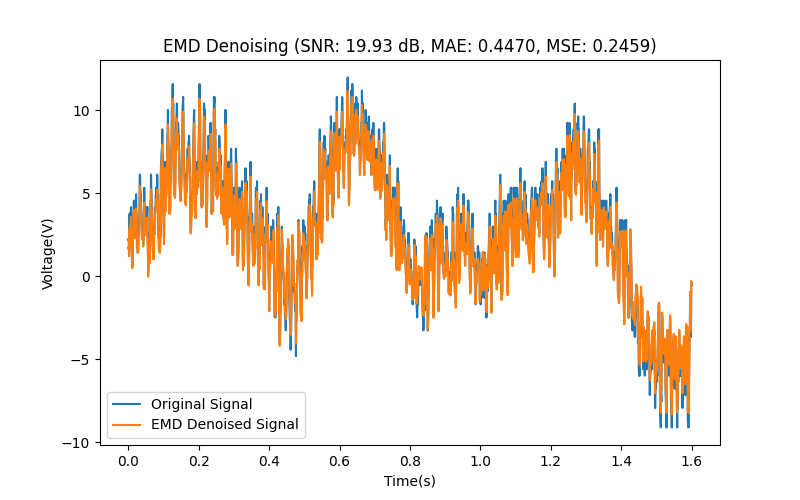 EMD Denoising (SNR: 19.93 dB, MAE: 0.4470, MSE: 0.2459)
Voltage(V)
10
5
0
−5
−10
Original Signal
EMD Denoised Signal
0.0 0.2 0.4 0.6 0.8 1.0 1.2 1.4 1.6
Time(s)